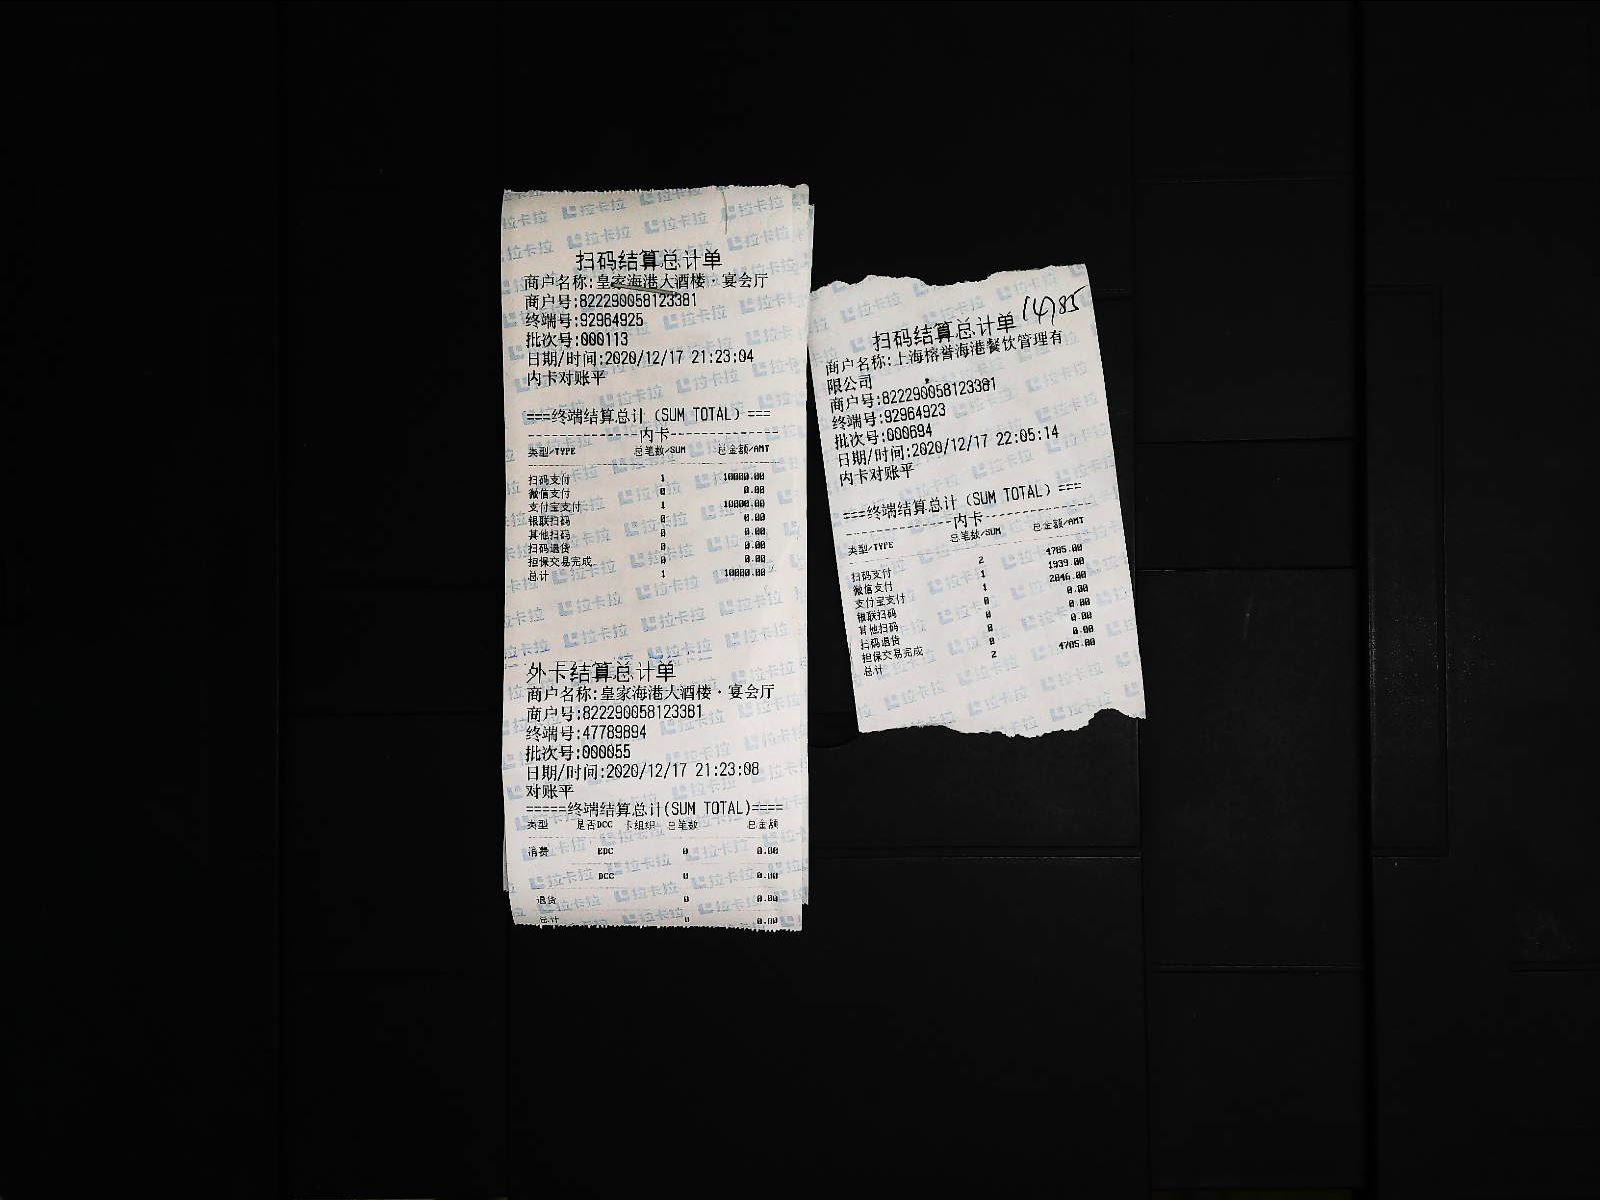 扫码结算总计单
商户名称:皇家海港大酒楼·宴会厅
商户号:822290058123381
终端号:92964925
批次号:000113
日期/时间:2020/12/17 21:23:04
内卡对账平
===终端结算总计（SUM TOTAL）===
内卡
类型/TYPE 总笔数/SUM 总金额/AMT
扫码支付 1 10000.00
微信支付 0 0.00
支付宝支付 1 10000.00
银联扫码 0 0.00
其他扫码 0 0.00
扫码退货 0 0.00
担保交易完成 0 0.00
总计 1 10000.00
外卡结算总计单
商户名称:皇家海港大酒楼·宴会厅
商户号:822290058123381
终端号:47789894
批次号:000055
日期/时间:2020/12/17 21:23:08
对账平
=====终端结算总计(SUM TOTAL)====
类型 是否DCC 卡组织 总笔数 总金额
消费 EDC 0 0.00
DCC 0 0.00
退货 0 0.00
总计 0 0.00
扫码结算总计单
商户名称:上海榕誉海港餐饮管理有
限公司
商户号:822290058123381
终端号:92964923
批次号:000694
日期/时间:2020/12/17 22:05:14
内卡对账平
===终端结算总计（SUM TOTAL）===
内卡
类型/TYPE 总笔数/SUM 总金额/AMT
扫码支付 2 4785.00
微信支付 1 1939.00
支付宝支付 1 2846.00
银联扫码 0 0.00
其他扫码 0 0.00
扫码退货 0 0.00
担保交易完成 0 0.00
总计 2 4785.00
拉卡拉